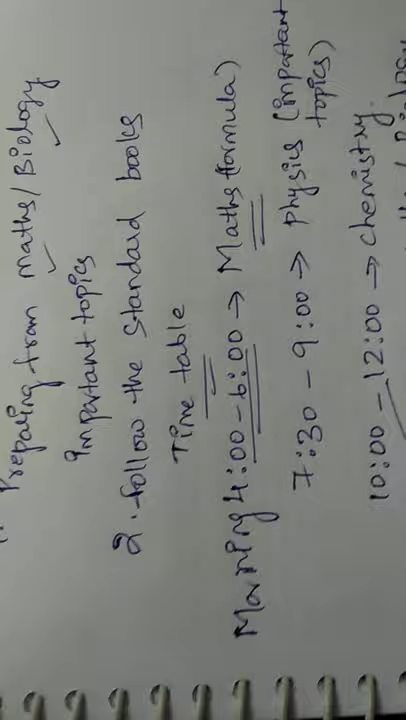 1. Preparing from maths/Biology
important topics
2. follow the standard books
Time table
Morning 4:00-6:00 → Maths (formula)
7:30 - 9:00 → physics (important
topics)
10:00 - 12:00 → chemistry.